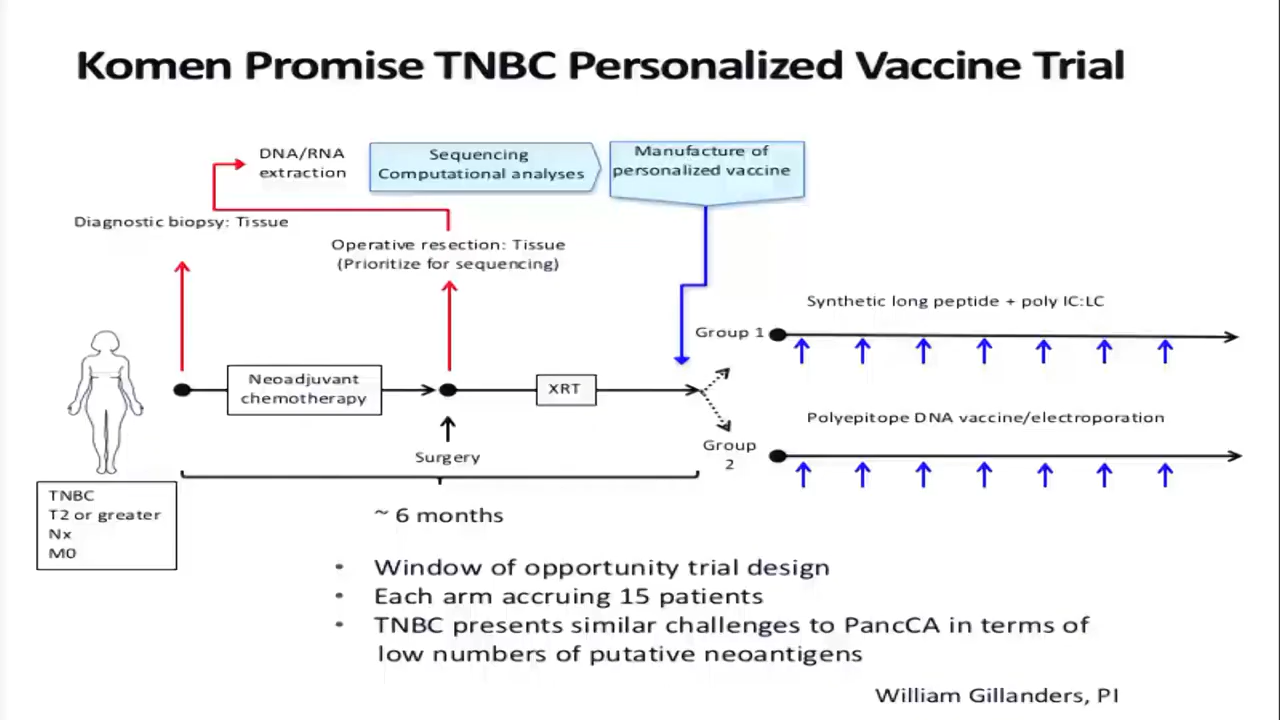 Komen Promise TNBC Personalized Vaccine Trial
DNA/RNA
extraction
Sequencing
Computational analyses
Manufacture of
personalized vaccine
Diagnostic biopsy: Tissue
Operative resection: Tissue
(Prioritize for sequencing)
Synthetic long peptide + poly IC:LC
Group 1
Neoadjuvant
chemotherapy
XRT
Polyepitope DNA vaccine/electroporation
Group
2
Surgery
TNBC
T2 or greater
Nx
M0
~ 6 months
• Window of opportunity trial design
• Each arm accruing 15 patients
• TNBC presents similar challenges to PancCA in terms of
low numbers of putative neoantigens
William Gillanders, PI